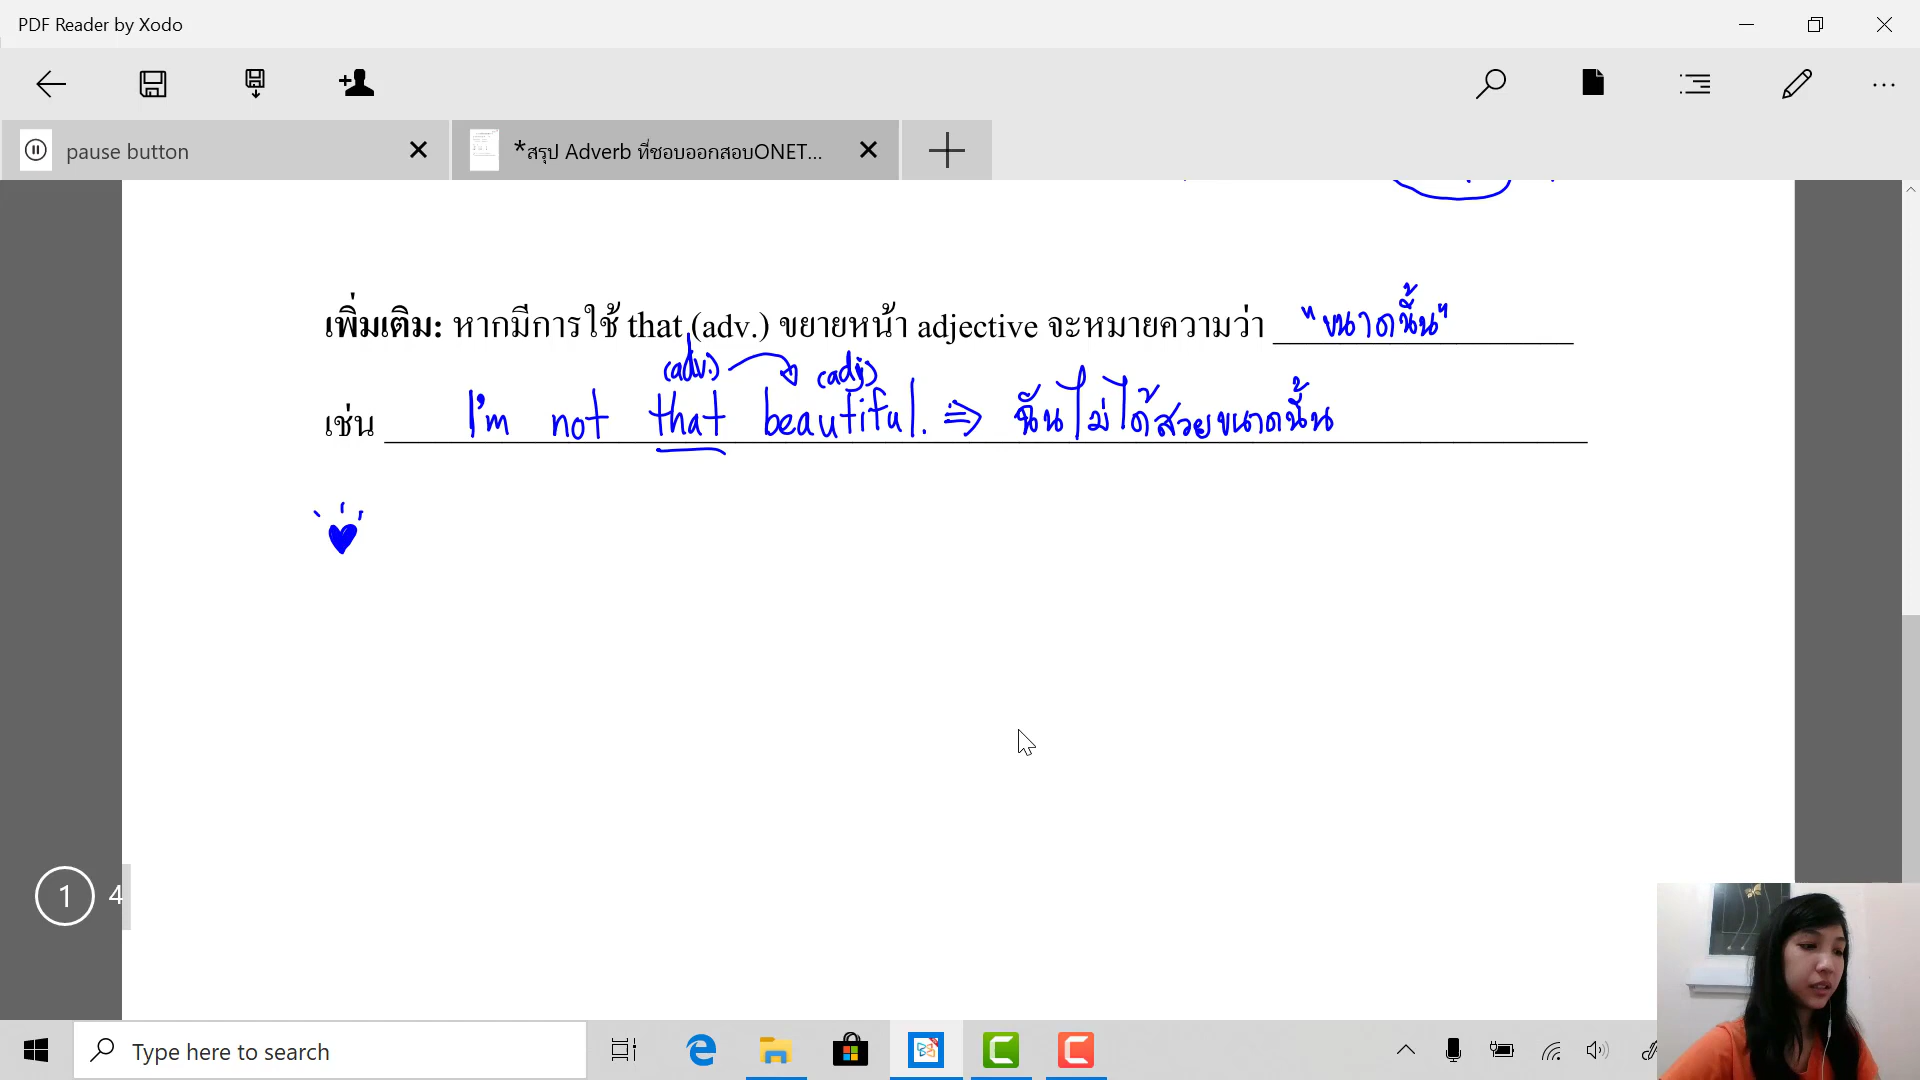 PDF Reader by Xodo
pause button
*สรุป Adverb ที่ชอบออกสอบONET...
เพิ่มเติม: หากมีการใช้ that (adv.) ขยายหน้า adjective จะหมายความว่า "ขนาดนั้น"
(adv.) (adj)
เช่น I'm not that beautiful. ⇒ ฉันไม่ได้สวยขนาดนั้น
1 4
Type here to search